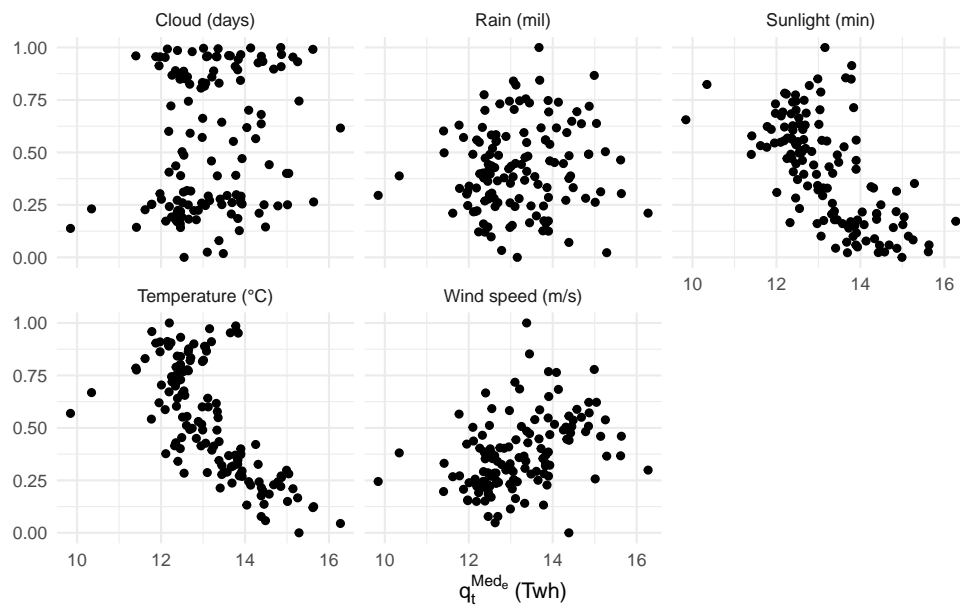 Cloud (days) Rain (mil) Sunlight (min)
1.00
0.75
0.50
0.25
0.00
10 12 14 16
Temperature (°C) Wind speed (m/s)
1.00
0.75
0.50
0.25
0.00
10 12 14 16 10 12 14 16
q_t^{Med_e} (Twh)